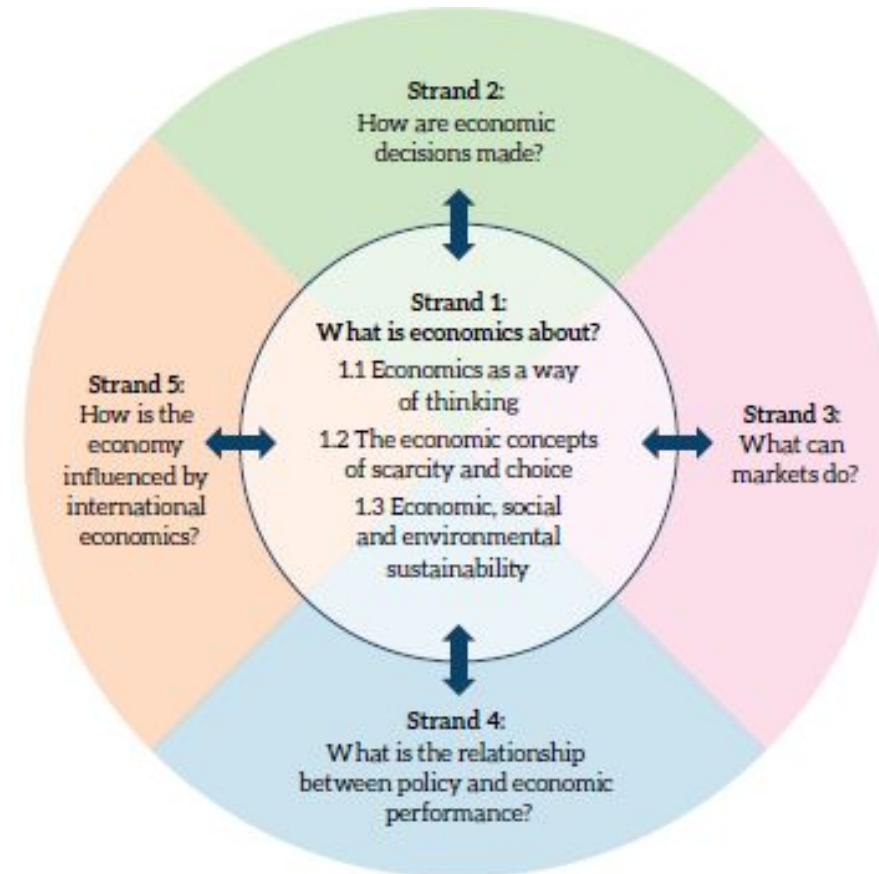 Strand 2:
How are economic
decisions made?
Strand 1:
What is economics about?
1.1 Economics as a way
of thinking
1.2 The economic concepts
of scarcity and choice
1.3 Economic, social
and environmental
sustainability
Strand 5:
How is the
economy
influenced by
international
economics?
Strand 3:
What can
markets do?
Strand 4:
What is the relationship
between policy and economic
performance?